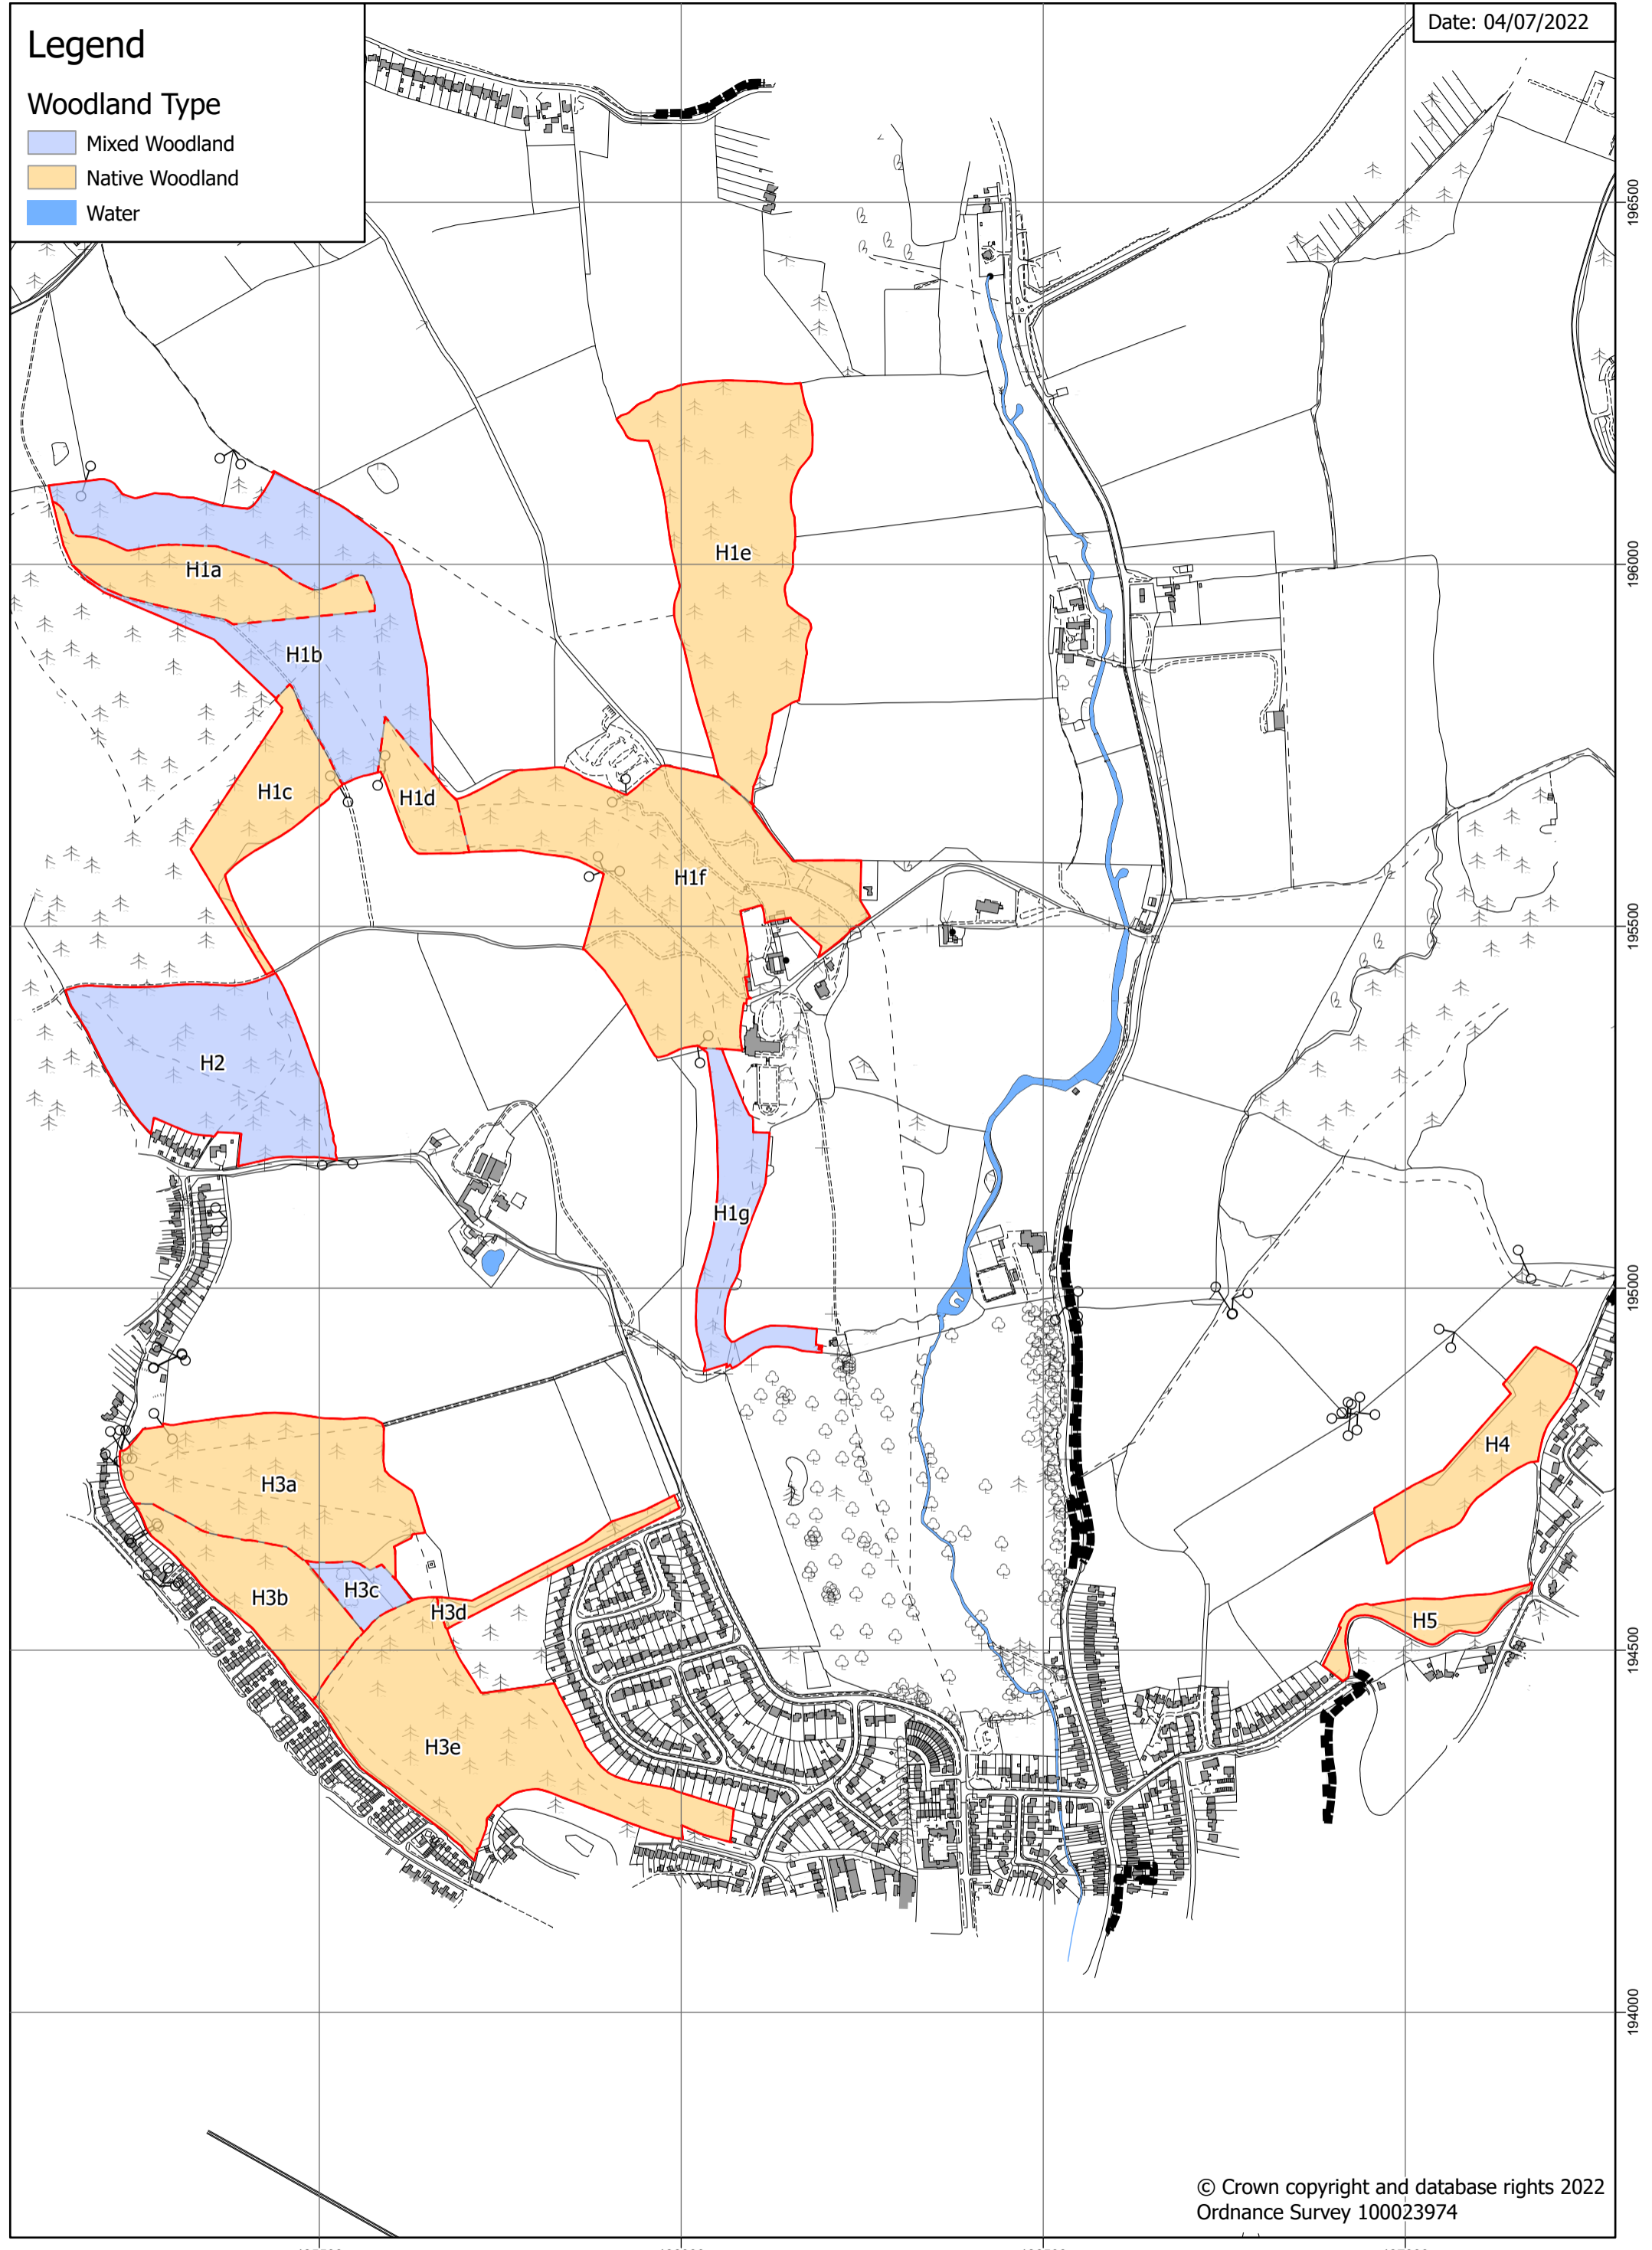 Legend
Woodland Type
Mixed Woodland
Native Woodland
Water
Date: 04/07/2022
196500
H1e
196000
H1a
H1b
H1c
H1d
H1f
195500
H2
H1g
195000
H4
H3a
H3c
H3b
H3d
H5
194500
H3e
194000
© Crown copyright and database rights 2022
Ordnance Survey 100023974